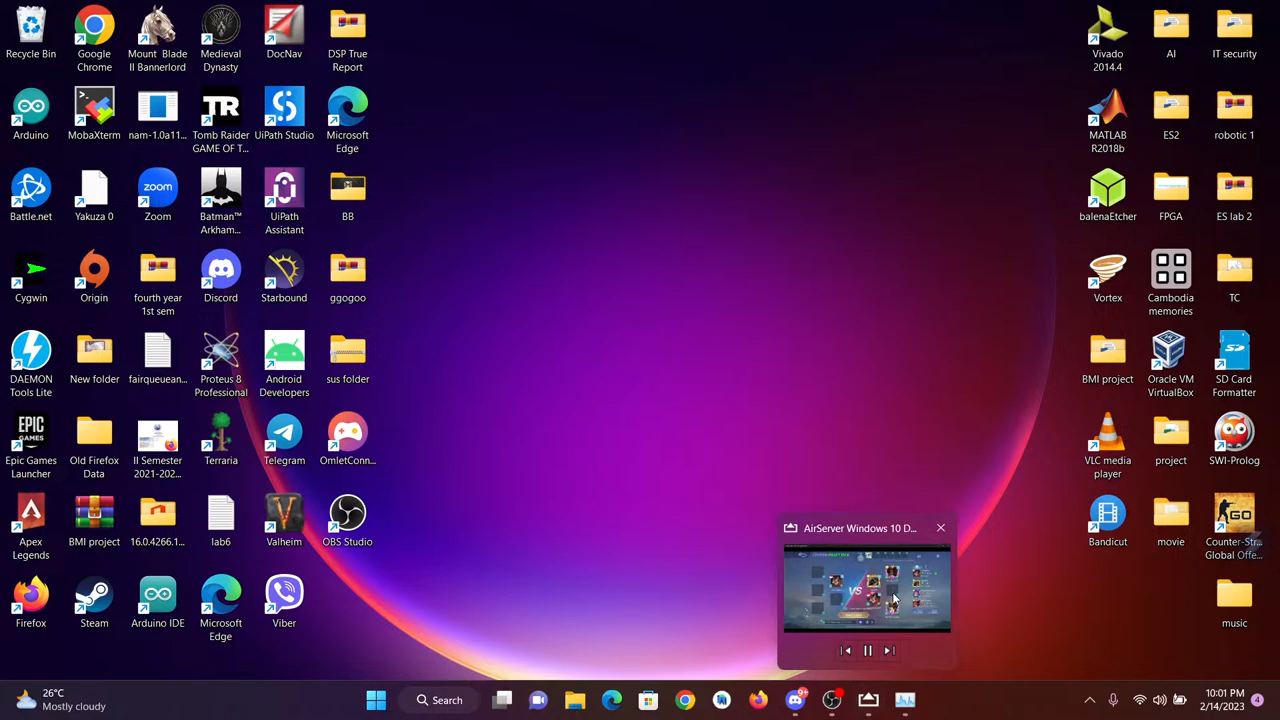 Recycle Bin
Google
Chrome
Mount Blade
II Bannerlord
Medieval
Dynasty
DocNav
DSP True
Report
Vivado
2014.4
AI
IT security
Arduino
MobaXterm
nam-1.0a11...
Tomb Raider
GAME OF T...
UiPath Studio
Microsoft
Edge
MATLAB
R2018b
ES2
robotic 1
Battle.net
Yakuza 0
Zoom
Batman™
Arkham...
UiPath
Assistant
BB
balenaEtcher
FPGA
ES lab 2
Cygwin
Origin
fourth year
1st sem
Discord
Starbound
ggogoo
Vortex
Cambodia
memories
TC
DAEMON
Tools Lite
New folder
fairqueuean...
Proteus 8
Professional
Android
Developers
sus folder
BMI project
Oracle VM
VirtualBox
SD Card
Formatter
Epic Games
Launcher
Old Firefox
Data
II Semester
2021-202...
Terraria
Telegram
OmletConn...
VLC media
player
project
SWI-Prolog
Apex
Legends
BMI project
16.0.4266.1...
lab6
Valheim
OBS Studio
AirServer Windows 10 D...
VS
Bandicut
movie
Counter-Str...
Global Offe...
Firefox
Steam
Arduino IDE
Microsoft
Edge
Viber
music
26°C
Mostly cloudy
Search
9+
10:01 PM
2/14/2023
4